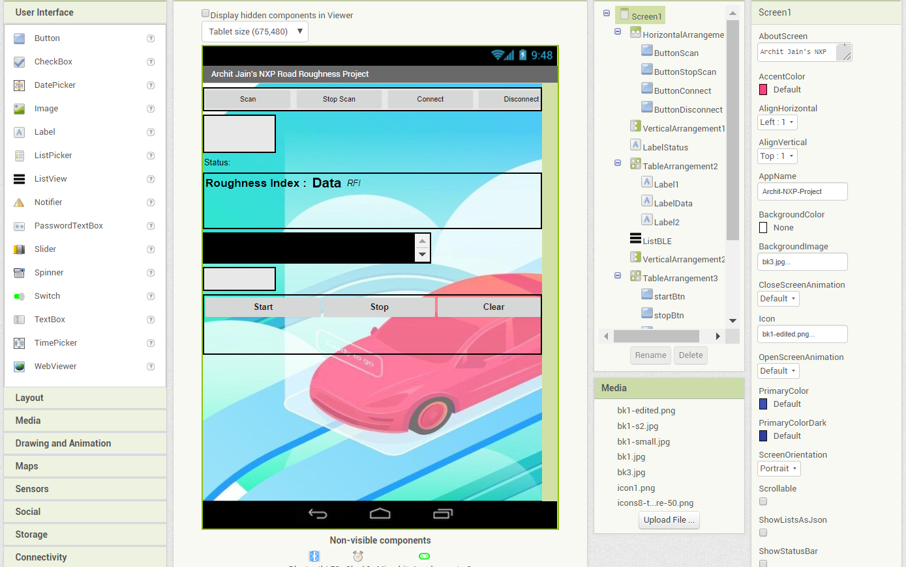 User Interface
Button
CheckBox
DatePicker
Image
Label
ListPicker
ListView
Notifier
PasswordTextBox
Slider
Spinner
Switch
TextBox
TimePicker
WebViewer
Layout
Media
Drawing and Animation
Maps
Sensors
Social
Storage
Connectivity
Display hidden components in Viewer
Tablet size (675,480)
9:48
Archit Jain's NXP Road Roughness Project
Scan Stop Scan Connect Disconnect
Status:
Roughness Index : Data RFI
Start Stop Clear
Non-visible components
Screen1
HorizontalArrangeme
ButtonScan
ButtonStopScan
ButtonConnect
ButtonDisconnect
VerticalArrangement1
LabelStatus
TableArrangement2
Label1
LabelData
Label2
ListBLE
VerticalArrangement2
TableArrangement3
startBtn
stopBtn
Rename Delete
Media
bk1-edited.png
bk1-s2.jpg
bk1-small.jpg
bk1.jpg
bk3.jpg
icon1.png
icons8-t...re-50.png
Upload File ...
Screen1
AboutScreen
Archit Jain's NXP
AccentColor
Default
AlignHorizontal
Left : 1
AlignVertical
Top : 1
AppName
Archit-NXP-Project
BackgroundColor
None
BackgroundImage
bk3.jpg...
CloseScreenAnimation
Default
Icon
bk1-edited.png...
OpenScreenAnimation
Default
PrimaryColor
Default
PrimaryColorDark
Default
ScreenOrientation
Portrait
Scrollable
ShowListsAsJson
ShowStatusBar